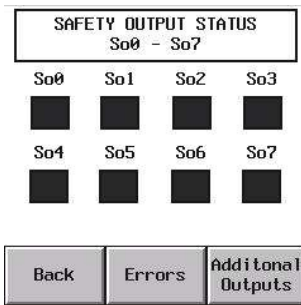 SAFETY OUTPUT STATUS
So0 - So7
So0 So1 So2 So3
So4 So5 So6 So7
Back Errors Additonal
Outputs